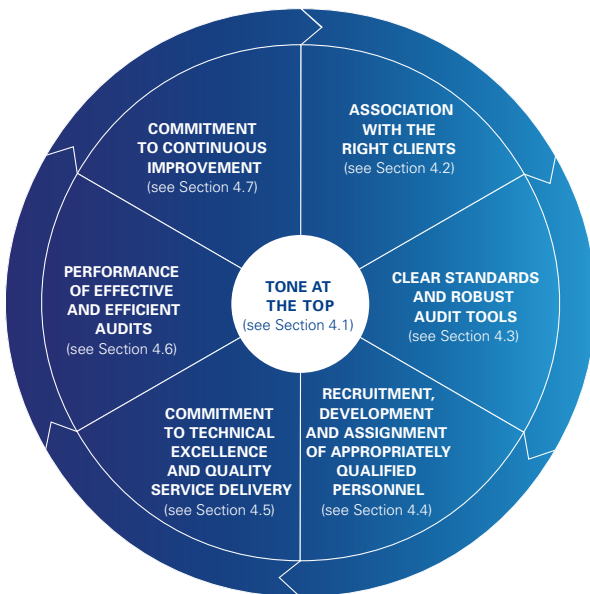 COMMITMENT
TO CONTINUOUS
IMPROVEMENT
(see Section 4.7)
ASSOCIATION
WITH THE
RIGHT CLIENTS
(see Section 4.2)
PERFORMANCE
OF EFFECTIVE
AND EFFICIENT
AUDITS
(see Section 4.6)
TONE AT
THE TOP
(see Section 4.1)
CLEAR STANDARDS
AND ROBUST
AUDIT TOOLS
(see Section 4.3)
COMMITMENT
TO TECHNICAL
EXCELLENCE
AND QUALITY
SERVICE DELIVERY
(see Section 4.5)
RECRUITMENT,
DEVELOPMENT
AND ASSIGNMENT
OF APPROPRIATELY
QUALIFIED
PERSONNEL
(see Section 4.4)